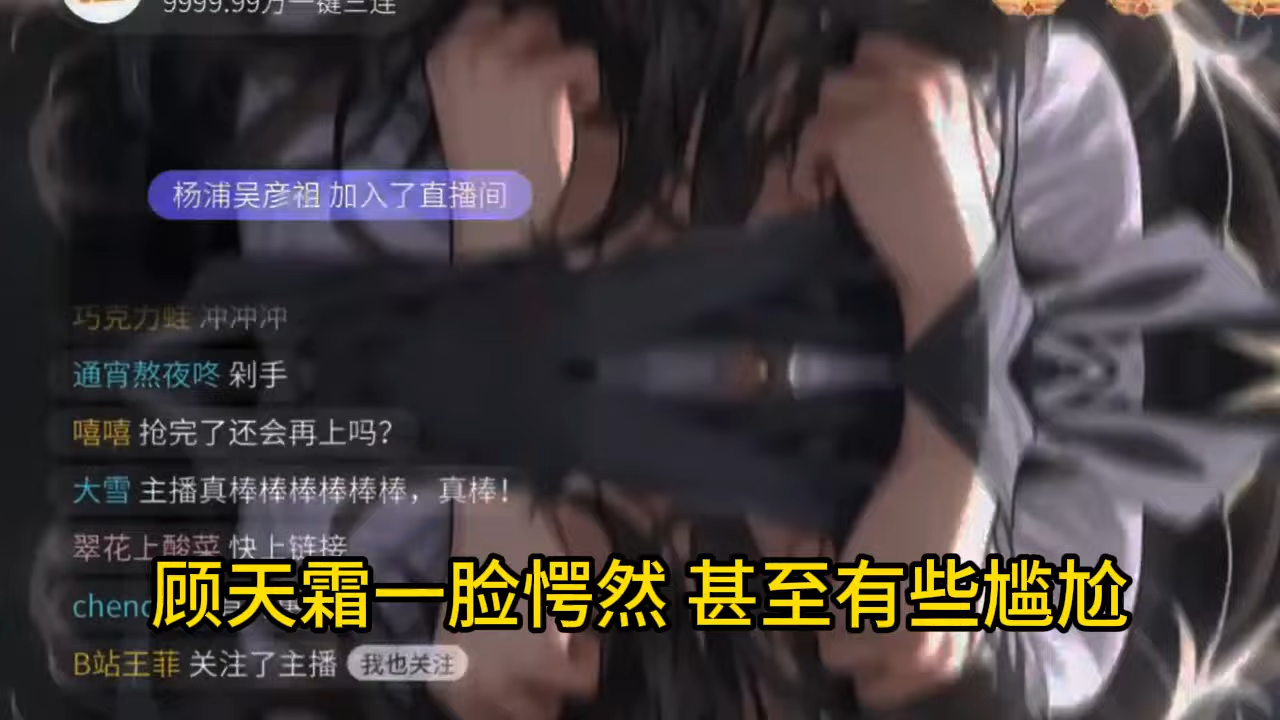 9999.99万一键三连
杨浦吴彦祖 加入了直播间
巧克力蛙 冲冲冲
通宵熬夜咚 剁手
嘻嘻 抢完了还会再上吗?
大雪 主播真棒棒棒棒棒棒，真棒!
翠花上酸菜 快上链接
顾天霜一脸愕然 甚至有些尴尬
chenc
B站王菲 关注了主播 我也关注